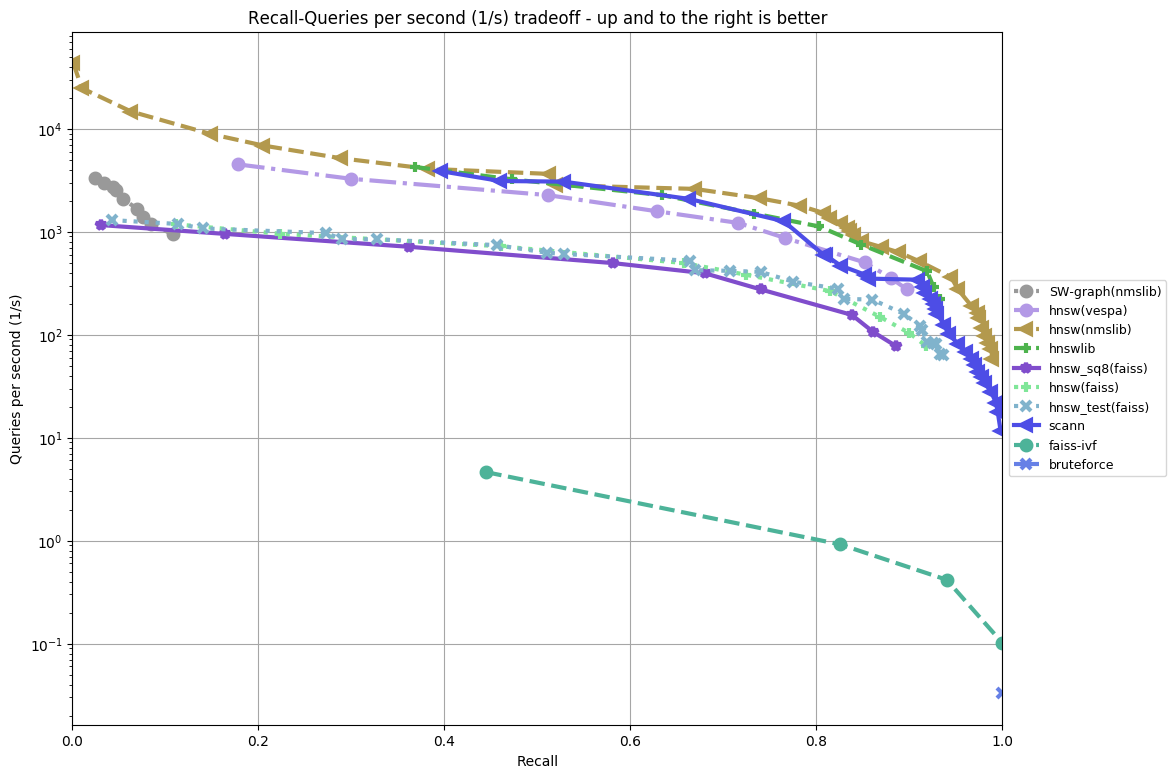 Recall-Queries per second (1/s) tradeoff - up and to the right is better
Queries per second (1/s)
10^4
10^3
10^2
10^1
10^0
10^-1
0.0
0.2
0.4
0.6
0.8
1.0
Recall
SW-graph(nmslib)
hnsw(vespa)
hnsw(nmslib)
hnswlib
hnsw_sq8(faiss)
hnsw(faiss)
hnsw_test(faiss)
scann
faiss-ivf
bruteforce